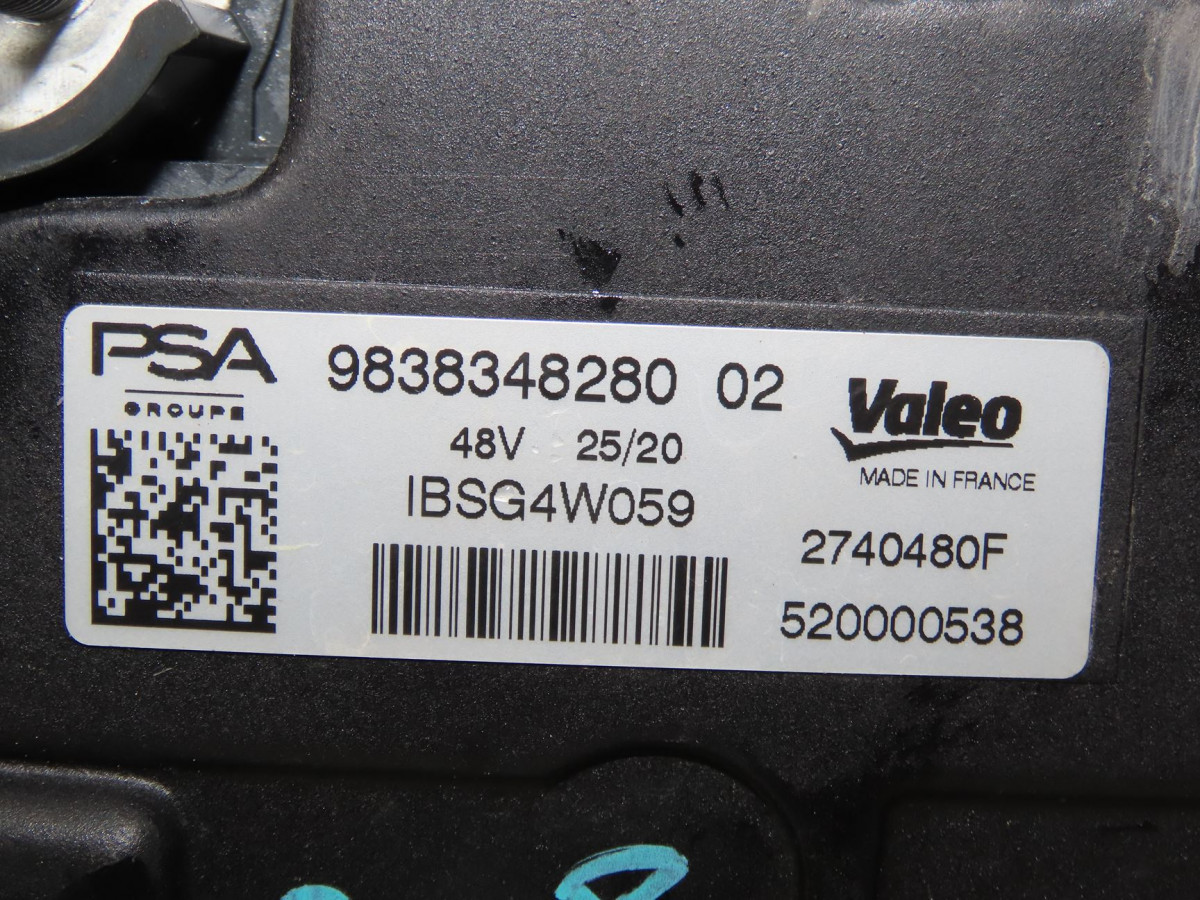 PSA
GROUPE
9838348280 02
48V 25/20
IBSG4W059
Valeo
MADE IN FRANCE
2740480F
520000538